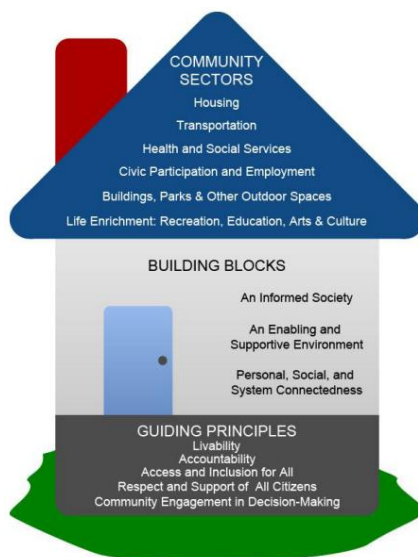 COMMUNITY
SECTORS
Housing
Transportation
Health and Social Services
Civic Participation and Employment
Buildings, Parks & Other Outdoor Spaces
Life Enrichment: Recreation, Education, Arts & Culture
BUILDING BLOCKS
An Informed Society
An Enabling and
Supportive Environment
Personal, Social, and
System Connectedness
GUIDING PRINCIPLES
Livability
Accountability
Access and Inclusion for All
Respect and Support of All Citizens
Community Engagement in Decision-Making